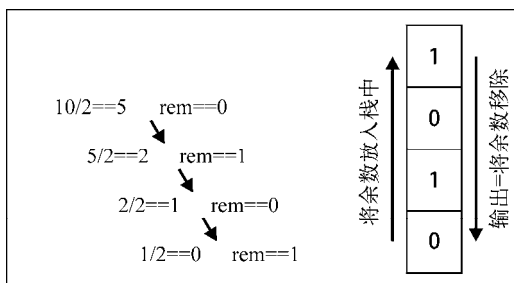 10/2==5 rem==0
5/2==2 rem==1
2/2==1 rem==0
1/2==0 rem==1
将余数放入栈中
1
0
1
0
输出=将余数移除